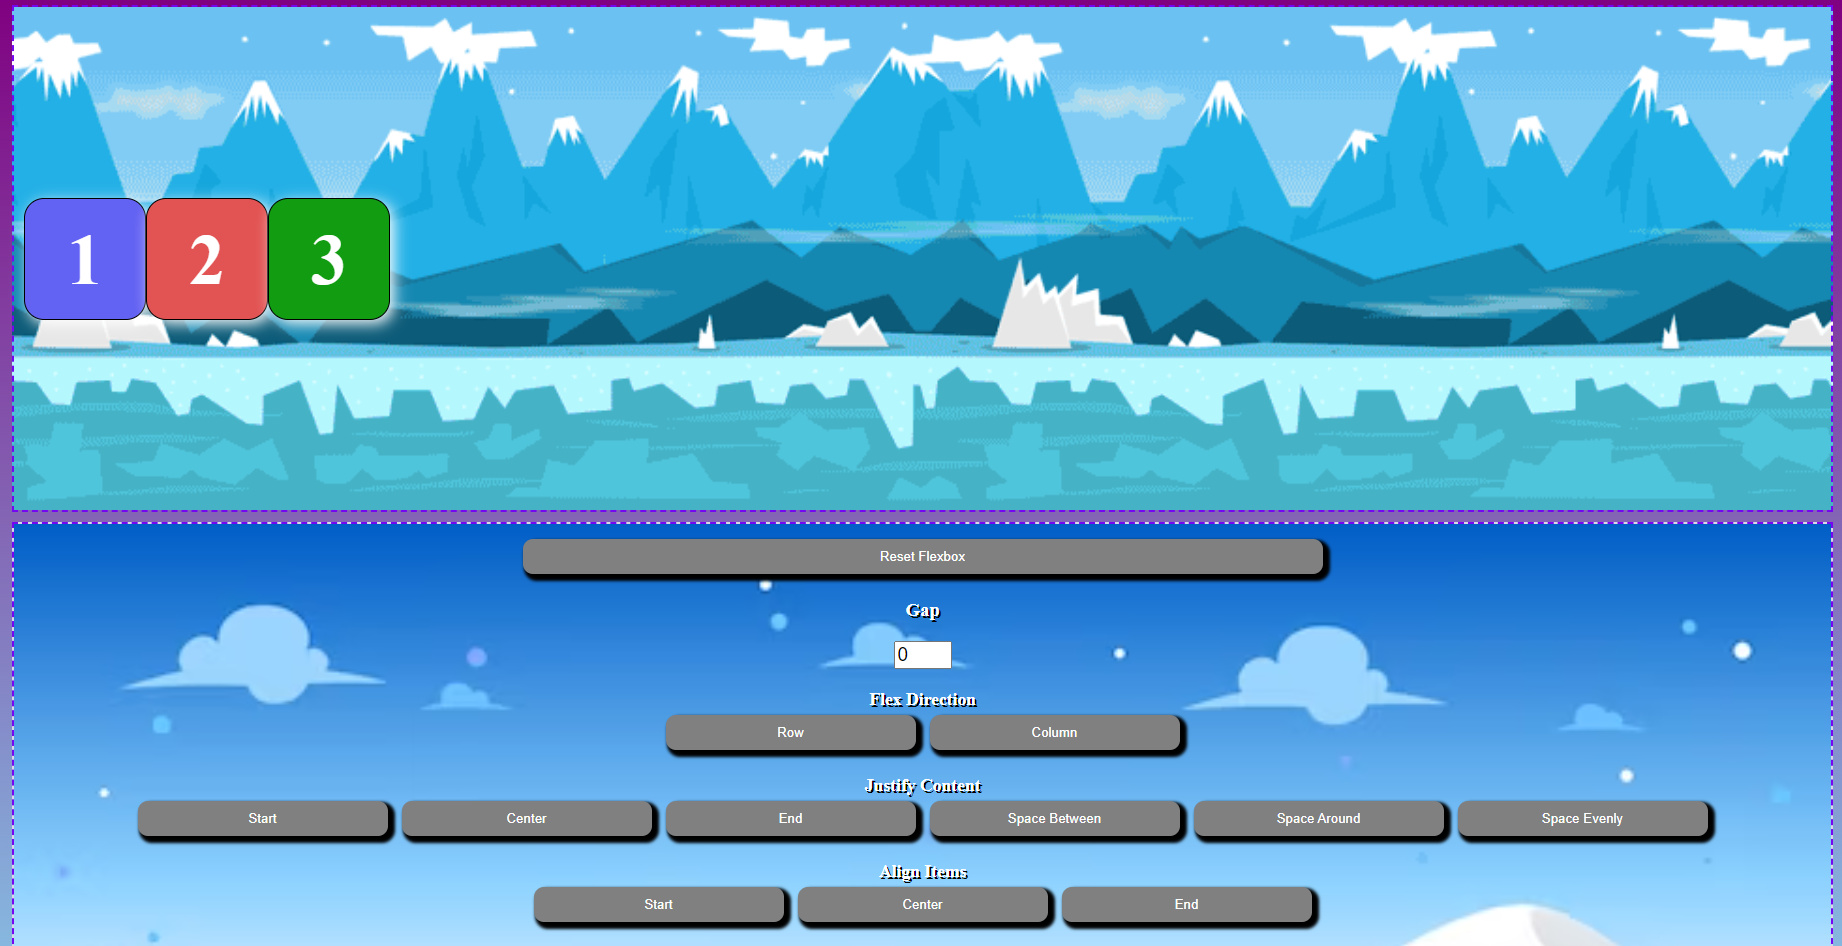 1 2 3
Reset Flexbox
Gap
0
Flex Direction
Row Column
Justify Content
Start Center End Space Between Space Around Space Evenly
Align Items
Start Center End